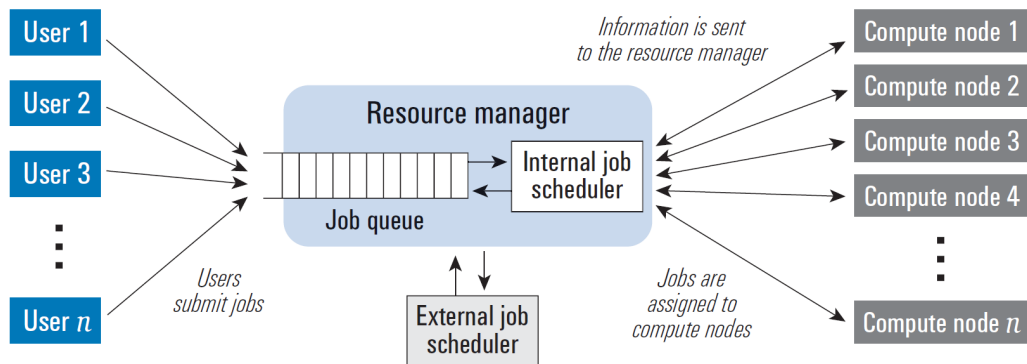 User 1
User 2
User 3
User n
Users
submit jobs
Resource manager
Job queue
Internal job
scheduler
External job
scheduler
Information is sent
to the resource manager
Jobs are
assigned to
compute nodes
Compute node 1
Compute node 2
Compute node 3
Compute node 4
Compute node n